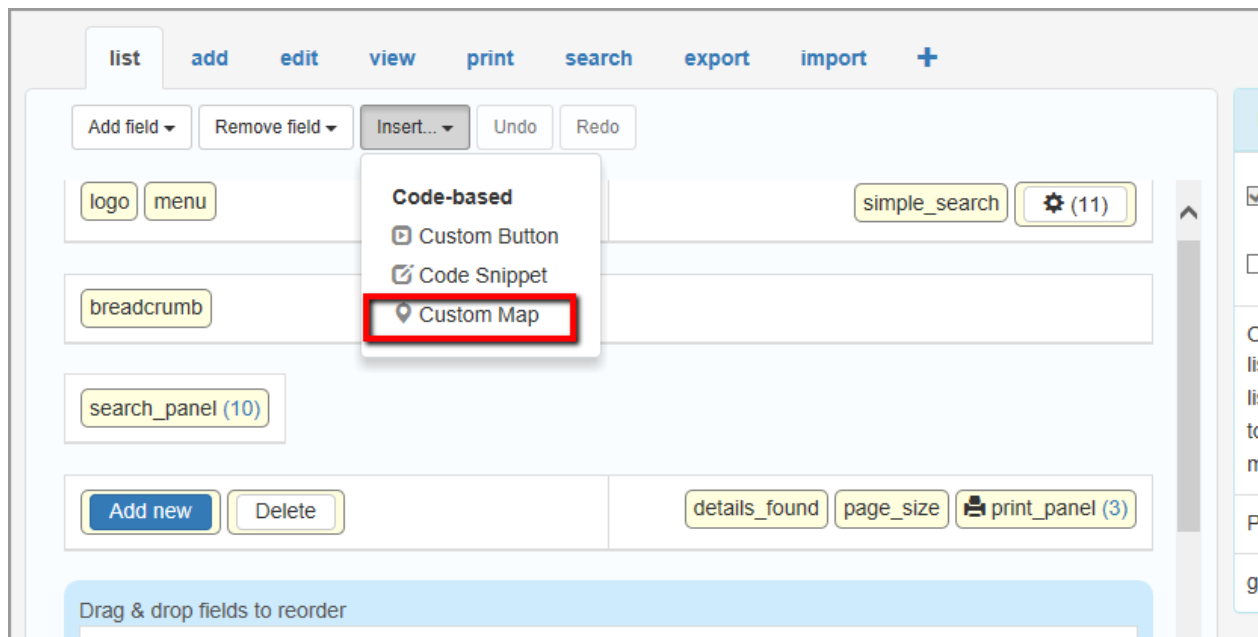 list add edit view print search export import +
Add field Remove field Insert... Undo Redo
logo menu simple_search (11)
Code-based
Custom Button
Code Snippet
Custom Map
breadcrumb
search_panel (10)
Add new Delete details_found page_size print_panel (3)
Drag & drop fields to reorder